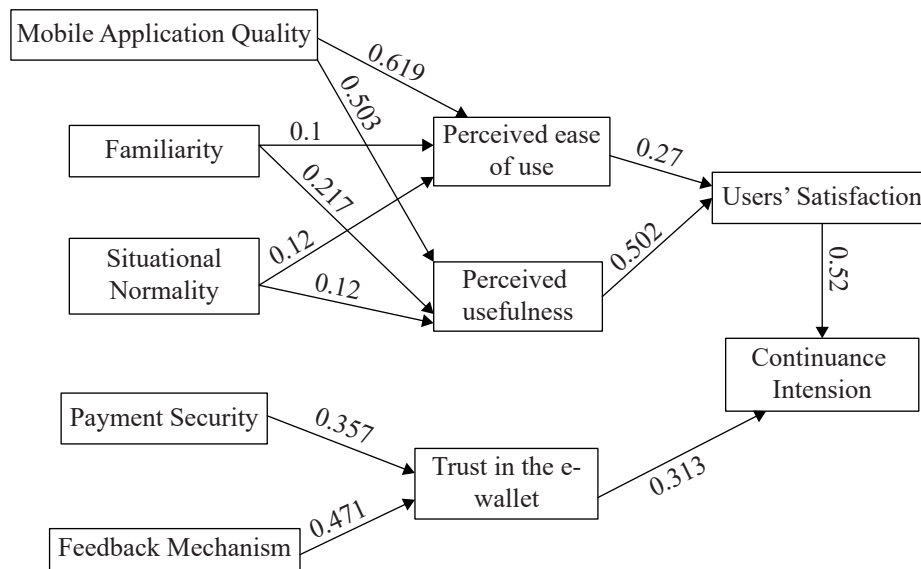 Mobile Application Quality
0.619
0.503
Familiarity
0.1
0.217
Perceived ease
of use
0.27
Users’ Satisfaction
Situational
Normality
0.12
0.12
Perceived
usefulness
0.502
0.52
Continuance
Intension
Payment Security
0.357
Trust in the e-
wallet
0.313
0.471
Feedback Mechanism